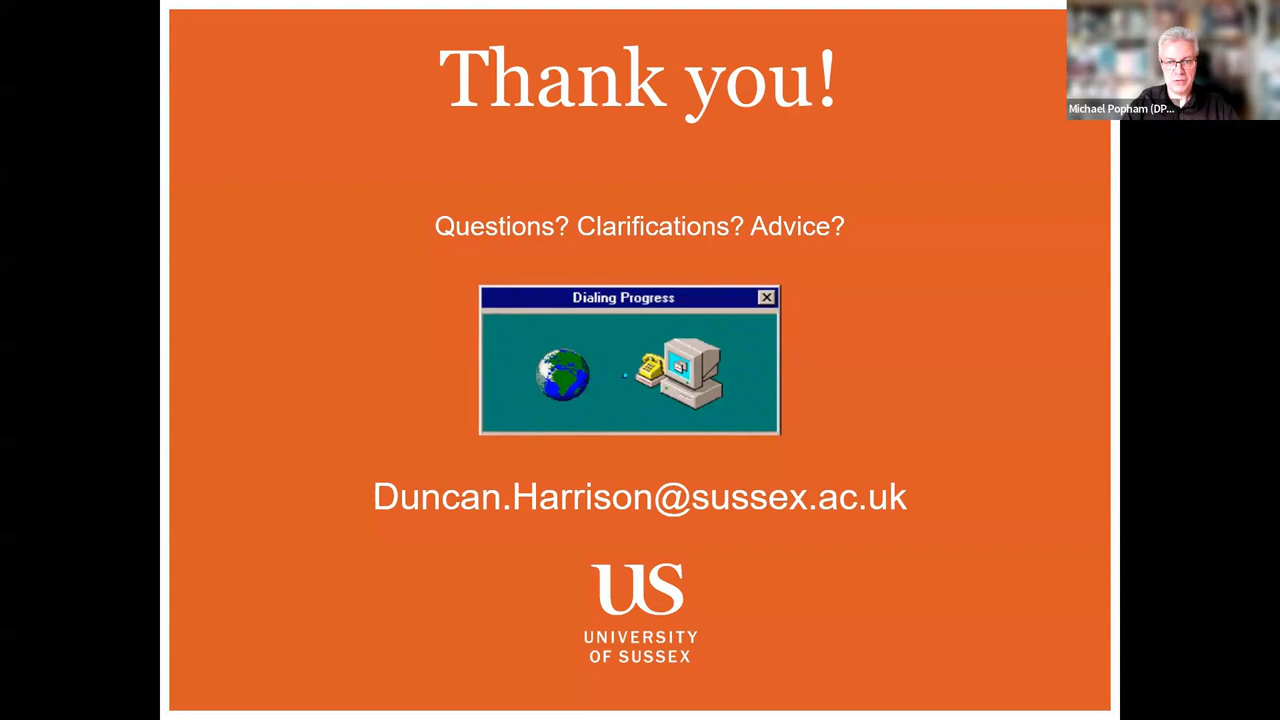 Thank you!
Michael Popham (DP...
Questions? Clarifications? Advice?
Dialing Progress
Duncan.Harrison@sussex.ac.uk
US
UNIVERSITY
OF SUSSEX